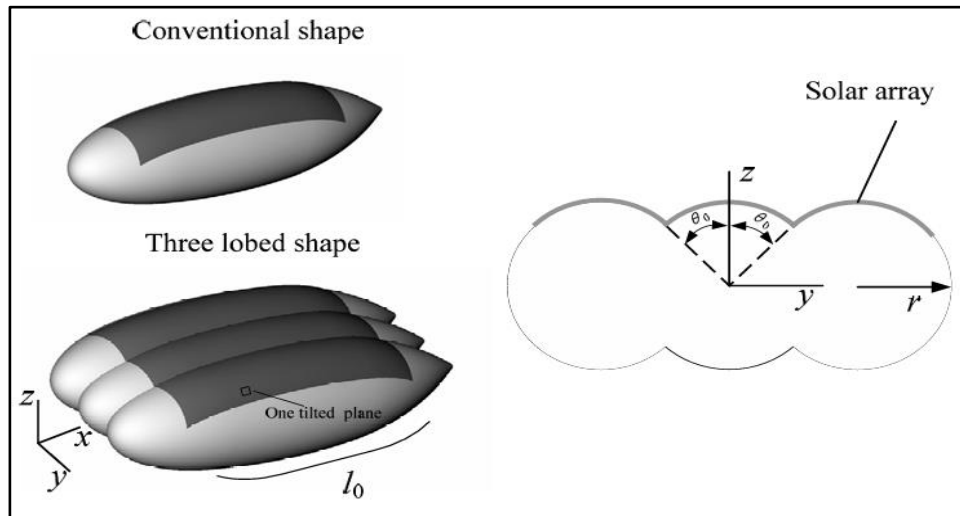 Conventional shape
Three lobed shape
One tilted plane
z
x
y
l₀
Solar array
z
θ₀ θ₀
y
r